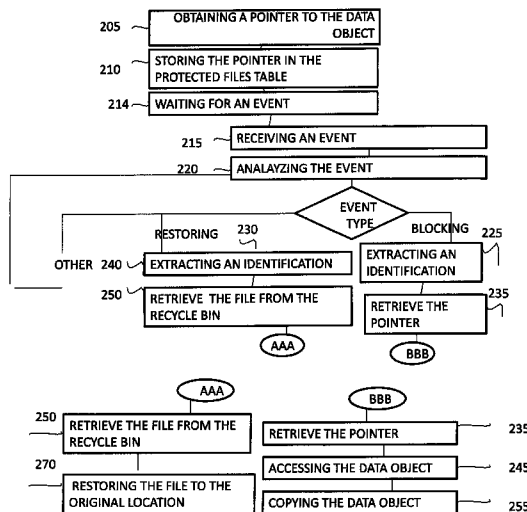 205
OBTAINING A POINTER TO THE DATA
OBJECT
210
STORING THE POINTER IN THE
PROTECTED FILES TABLE
214
WAITING FOR AN EVENT
215
RECEIVING AN EVENT
220
ANALAYZING THE EVENT
EVENT
TYPE
RESTORING
230
BLOCKING
225
OTHER
240
EXTRACTING AN IDENTIFICATION
EXTRACTING AN
IDENTIFICATION
250
RETRIEVE THE FILE FROM THE
RECYCLE BIN
235
RETRIEVE THE
POINTER
AAA
BBB
AAA
BBB
250
RETRIEVE THE FILE FROM THE
RECYCLE BIN
RETRIEVE THE POINTER
235
270
RESTORING THE FILE TO THE
ORIGINAL LOCATION
ACCESSING THE DATA OBJECT
245
COPYING THE DATA OBJECT
255